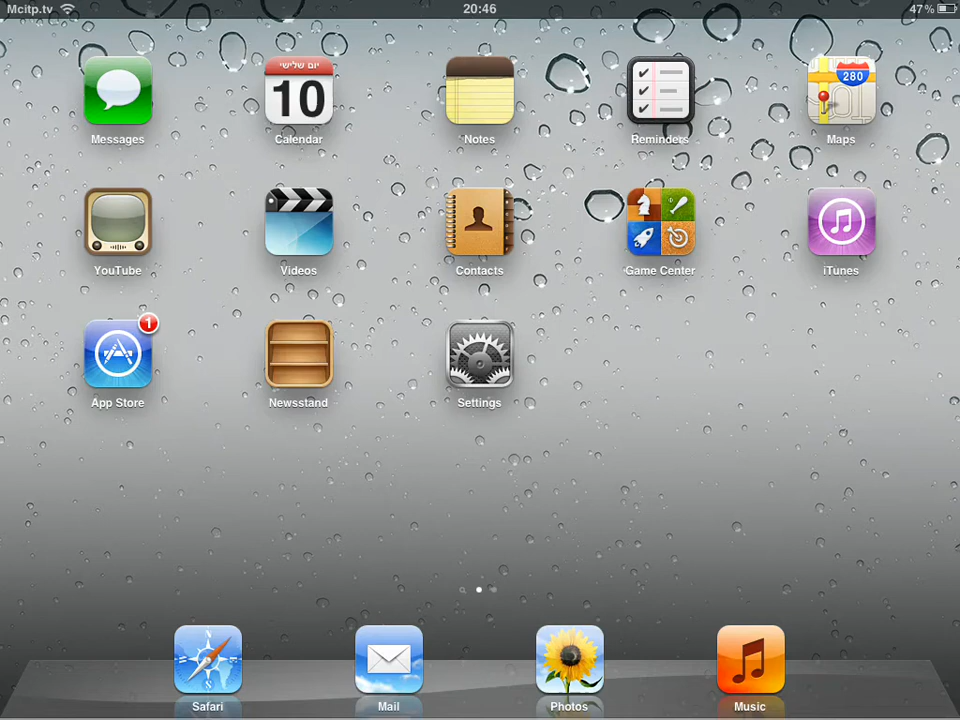 Mcitp.tv
20:46
47%
1
יום שלישי
10
280
Messages
Calendar
Notes
Reminders
Maps
YouTube
Videos
Contacts
Game Center
iTunes
App Store
Newsstand
Settings
N
S
Safari
Mail
Photos
Music